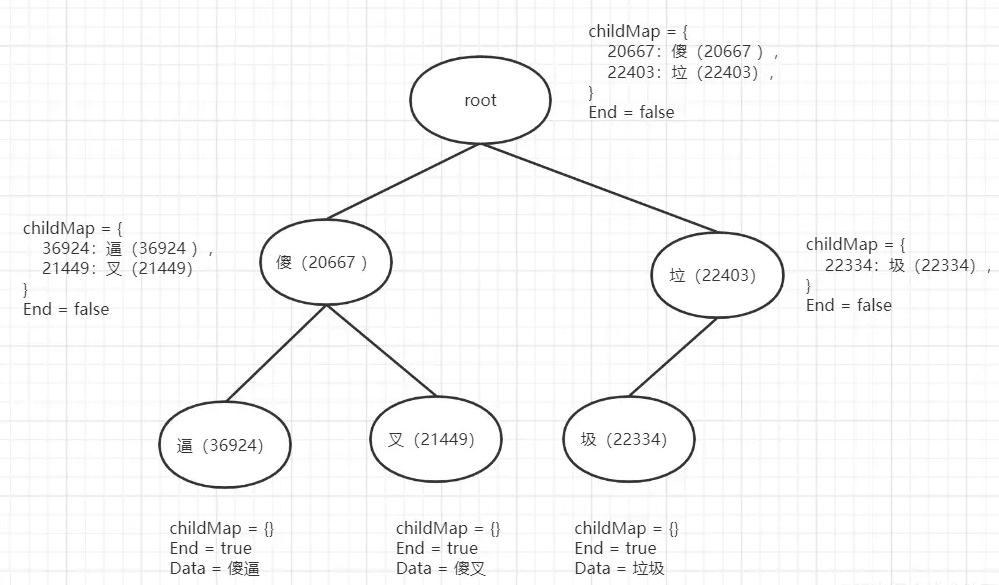 childMap = {
20667：傻（20667 ）,
22403：垃（22403）,
}
End = false
root
childMap = {
36924：逼（36924 ）,
21449：叉（21449）
}
End = false
傻（20667 ）
垃（22403）
childMap = {
22334：圾（22334）,
}
End = false
逼（36924）
叉（21449）
圾（22334）
childMap = {}
End = true
Data = 傻逼
childMap = {}
End = true
Data = 傻叉
childMap = {}
End = true
Data = 垃圾